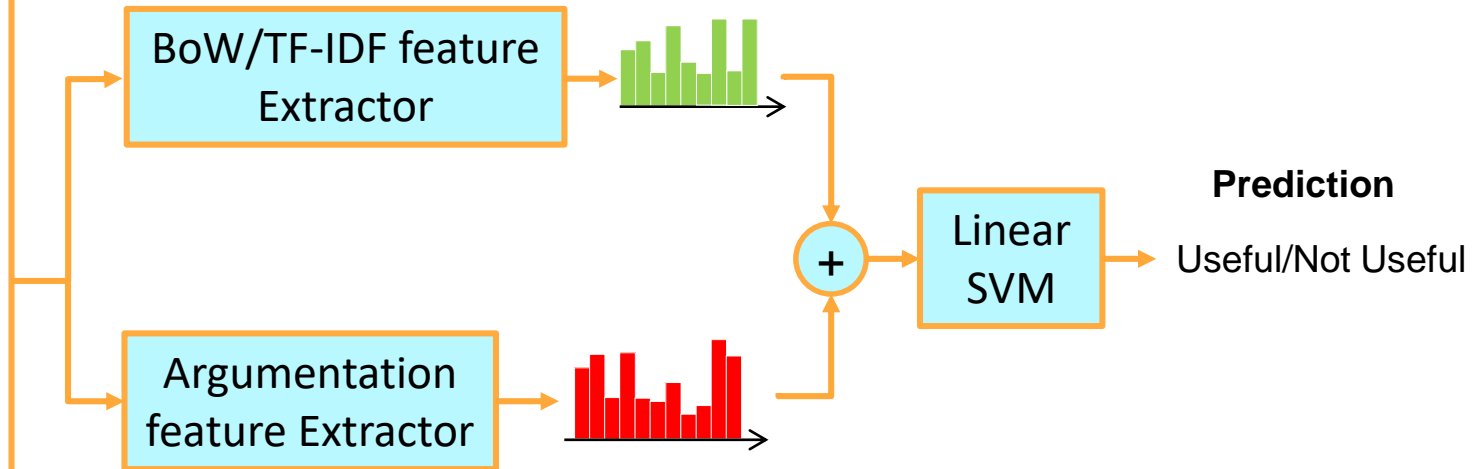 BoW/TF-IDF feature
Extractor
Argumentation
feature Extractor
+
Linear
SVM
Prediction
Useful/Not Useful